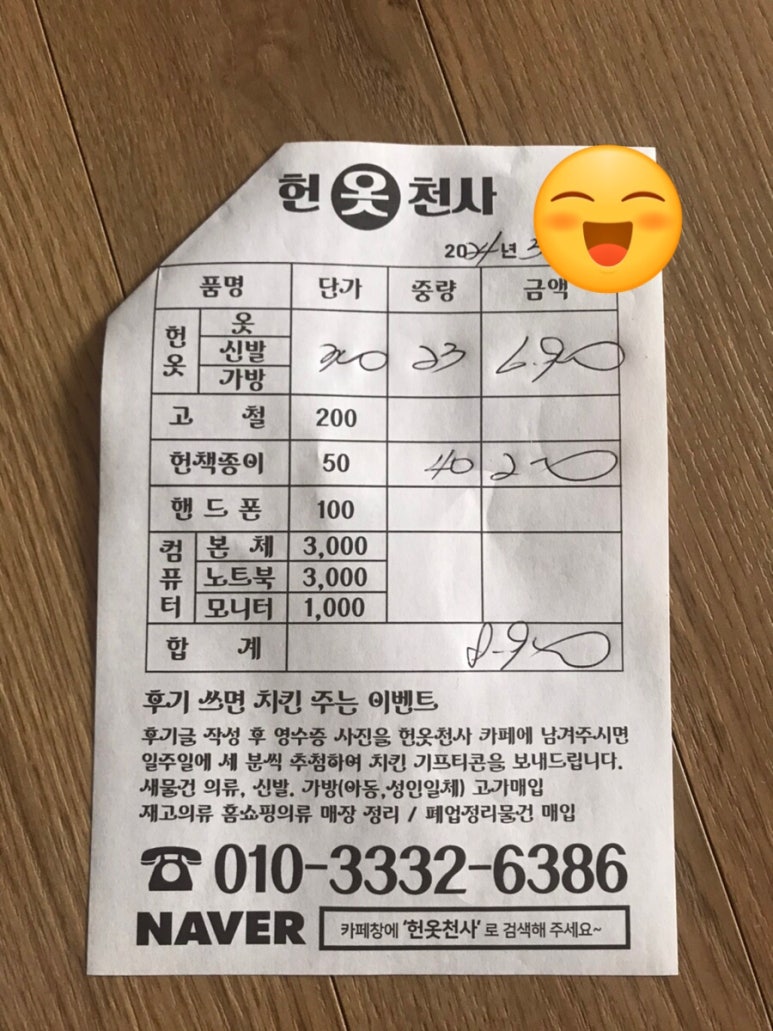 헌옷천사
2024년 3
품명 단가 중량 금액
헌옷 옷 신발 가방 300 23 6.900
고철 200
헌책종이 50 40 2000
핸드폰 100
컴퓨터 본체 3,000
노트북 3,000
모니터 1,000
합계 8.900
후기 쓰면 치킨 주는 이벤트
후기글 작성 후 영수증 사진을 헌옷천사 카페에 남겨주시면
일주일에 세 분씩 추첨하여 치킨 기프티콘을 보내드립니다.
새물건 의류, 신발. 가방(아동,성인일체) 고가매입
재고의류 홈쇼핑의류 매장 정리 / 폐업정리물건 매입
☎010-3332-6386
NAVER 카페창에 '헌옷천사'로 검색해 주세요~